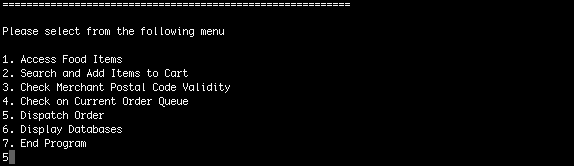 ==========================================================
Please select from the following menu
1. Access Food Items
2. Search and Add Items to Cart
3. Check Merchant Postal Code Validity
4. Check on Current Order Queue
5. Dispatch Order
6. Display Databases
7. End Program
5